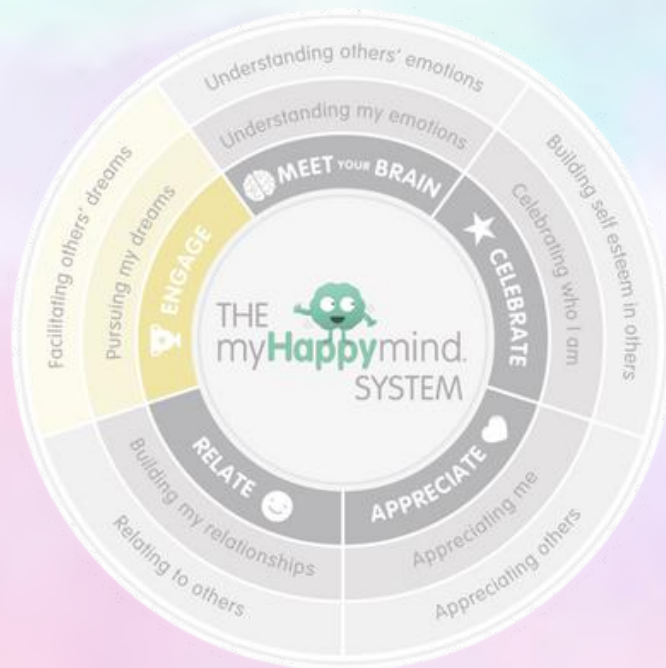 Understanding others' emotions
Understanding my emotions
MEET YOUR BRAIN
Building self esteem in others
Celebrating who I am
CELEBRATE
Appreciating others
Appreciating me
APPRECIATE
Relating to others
Building my relationships
RELATE
Facilitating others' dreams
Pursuing my dreams
ENGAGE
THE
myHappymind.
SYSTEM